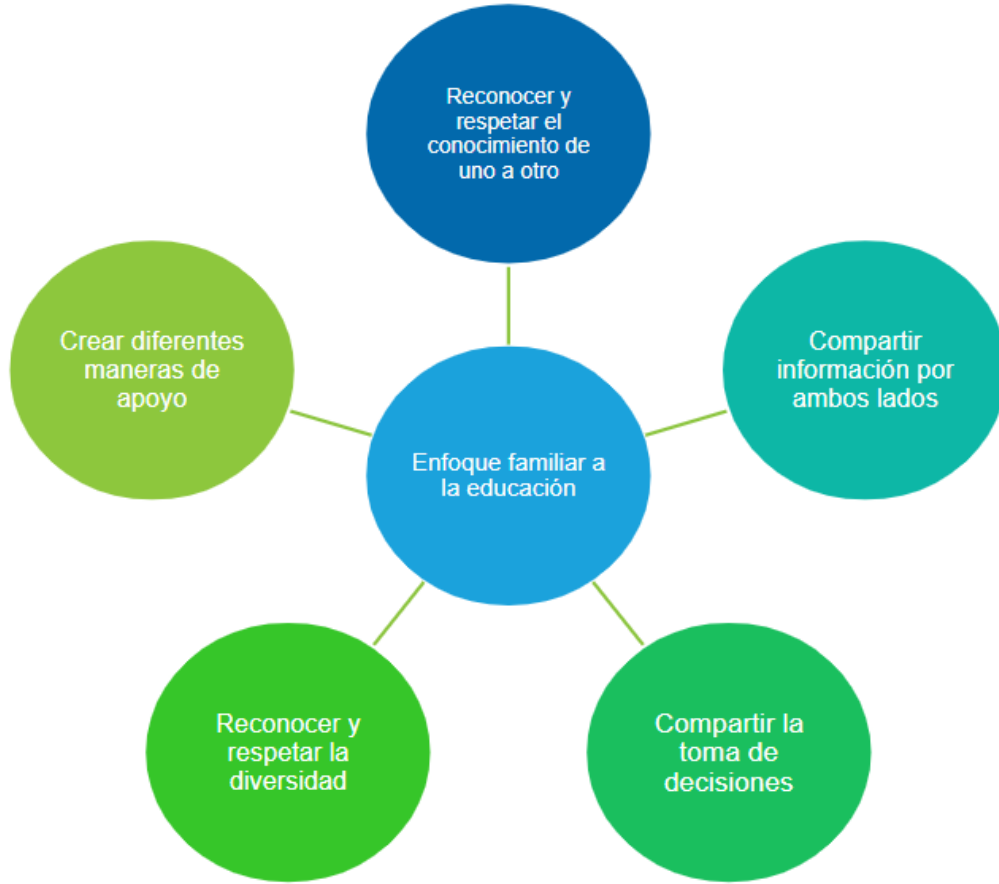 Reconocer y
respetar el
conocimiento de
uno a otro
Compartir
información por
ambos lados
Compartir la
toma de
decisiones
Reconocer y
respetar la
diversidad
Crear diferentes
maneras de
apoyo
Enfoque familiar a
la educación